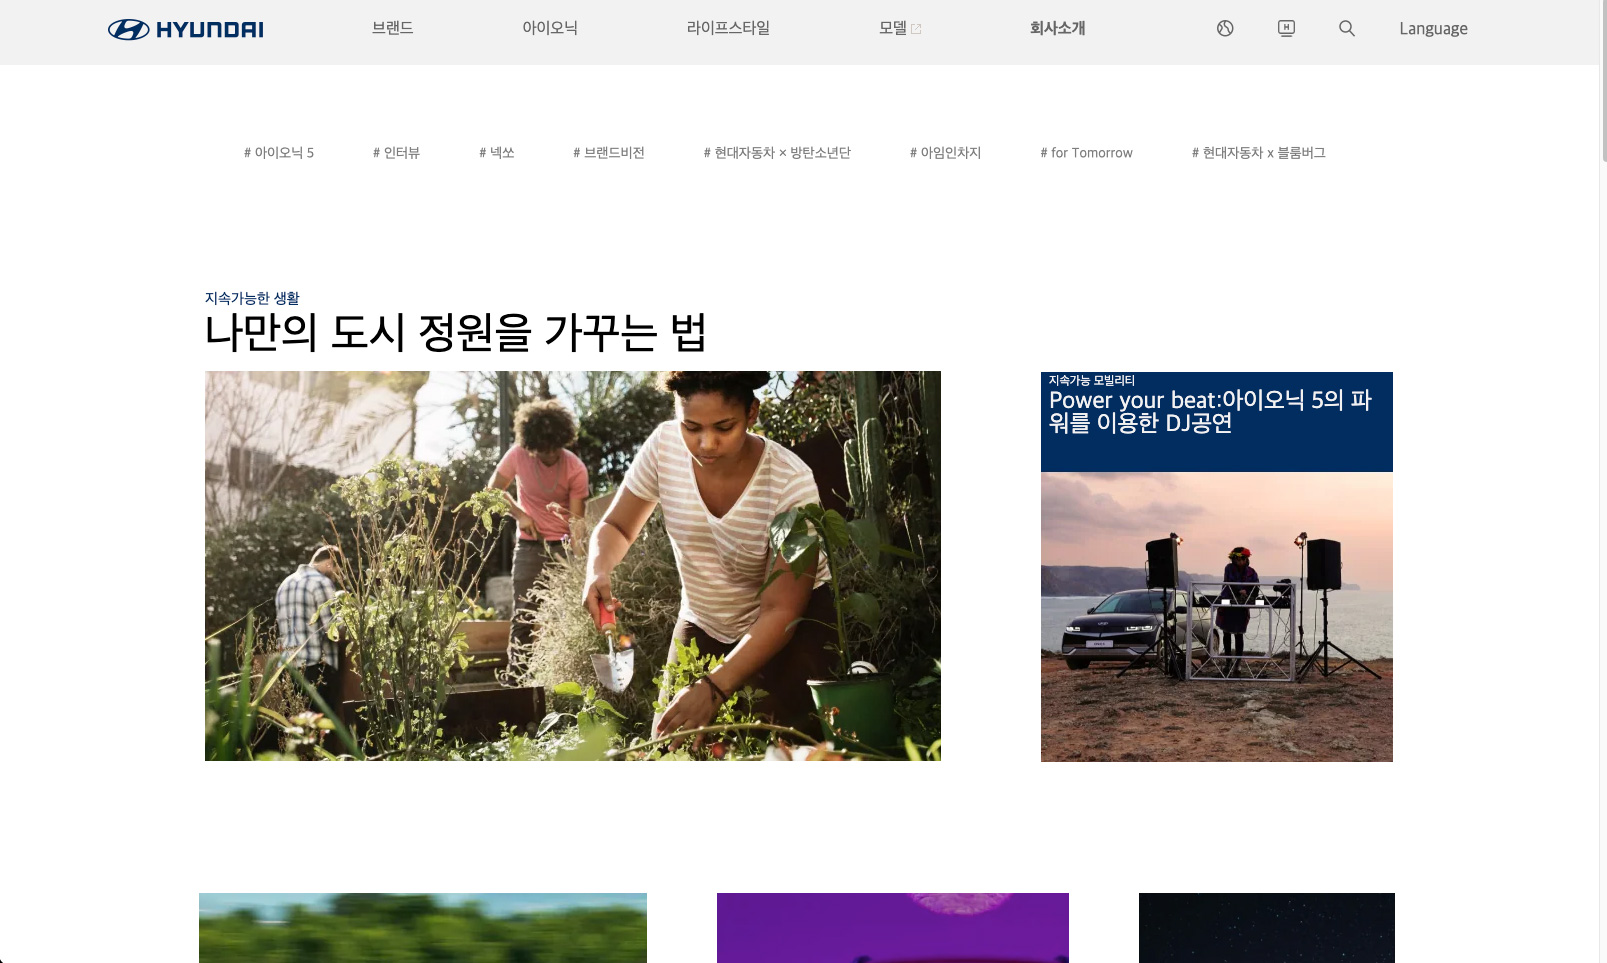 HYUNDAI
브랜드
아이오닉
라이프스타일
모델
회사소개
H
Language
# 아이오닉 5
# 인터뷰
# 넥쏘
# 브랜드비전
# 현대자동차 × 방탄소년단
# 아임인차지
# for Tomorrow
# 현대자동차 x 블룸버그
지속가능한 생활
나만의 도시 정원을 가꾸는 법
지속가능 모빌리티
Power your beat:아이오닉 5의 파
워를 이용한 DJ공연